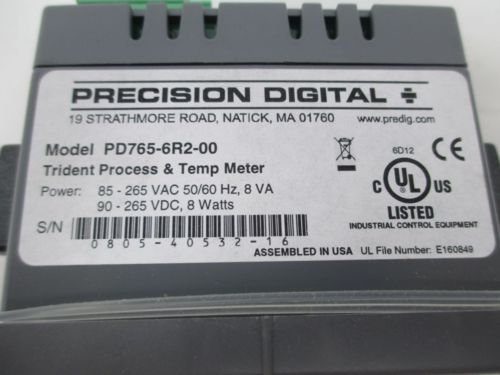 PRECISION DIGITAL
19 STRATHMORE ROAD, NATICK, MA 01760 www.predig.com
Model PD765-6R2-00
Trident Process & Temp Meter
Power: 85 - 265 VAC 50/60 Hz, 8 VA
90 - 265 VDC, 8 Watts
S/N
0805-40532-16
6D12
C UL US
LISTED
INDUSTRIAL CONTROL EQUIPMENT
CE
ASSEMBLED IN USA UL File Number: E160849